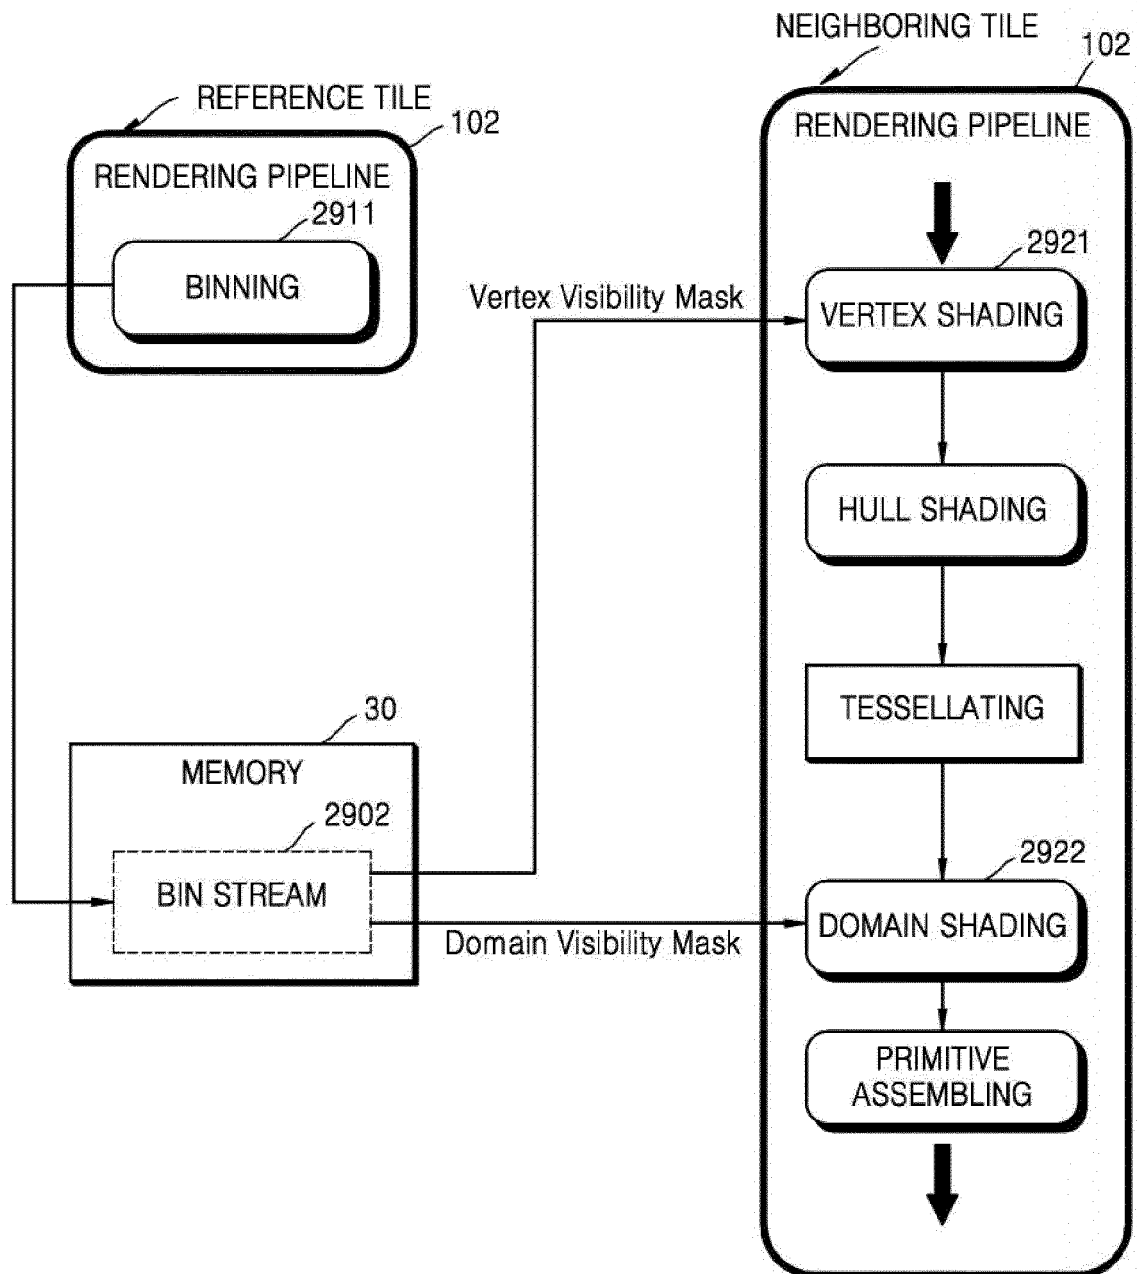 NEIGHBORING TILE
102
REFERENCE TILE
102
RENDERING PIPELINE
RENDERING PIPELINE
2911
BINNING
2921
VERTEX SHADING
Vertex Visibility Mask
HULL SHADING
TESSELLATING
30
MEMORY
2902
BIN STREAM
2922
DOMAIN SHADING
Domain Visibility Mask
PRIMITIVE
ASSEMBLING